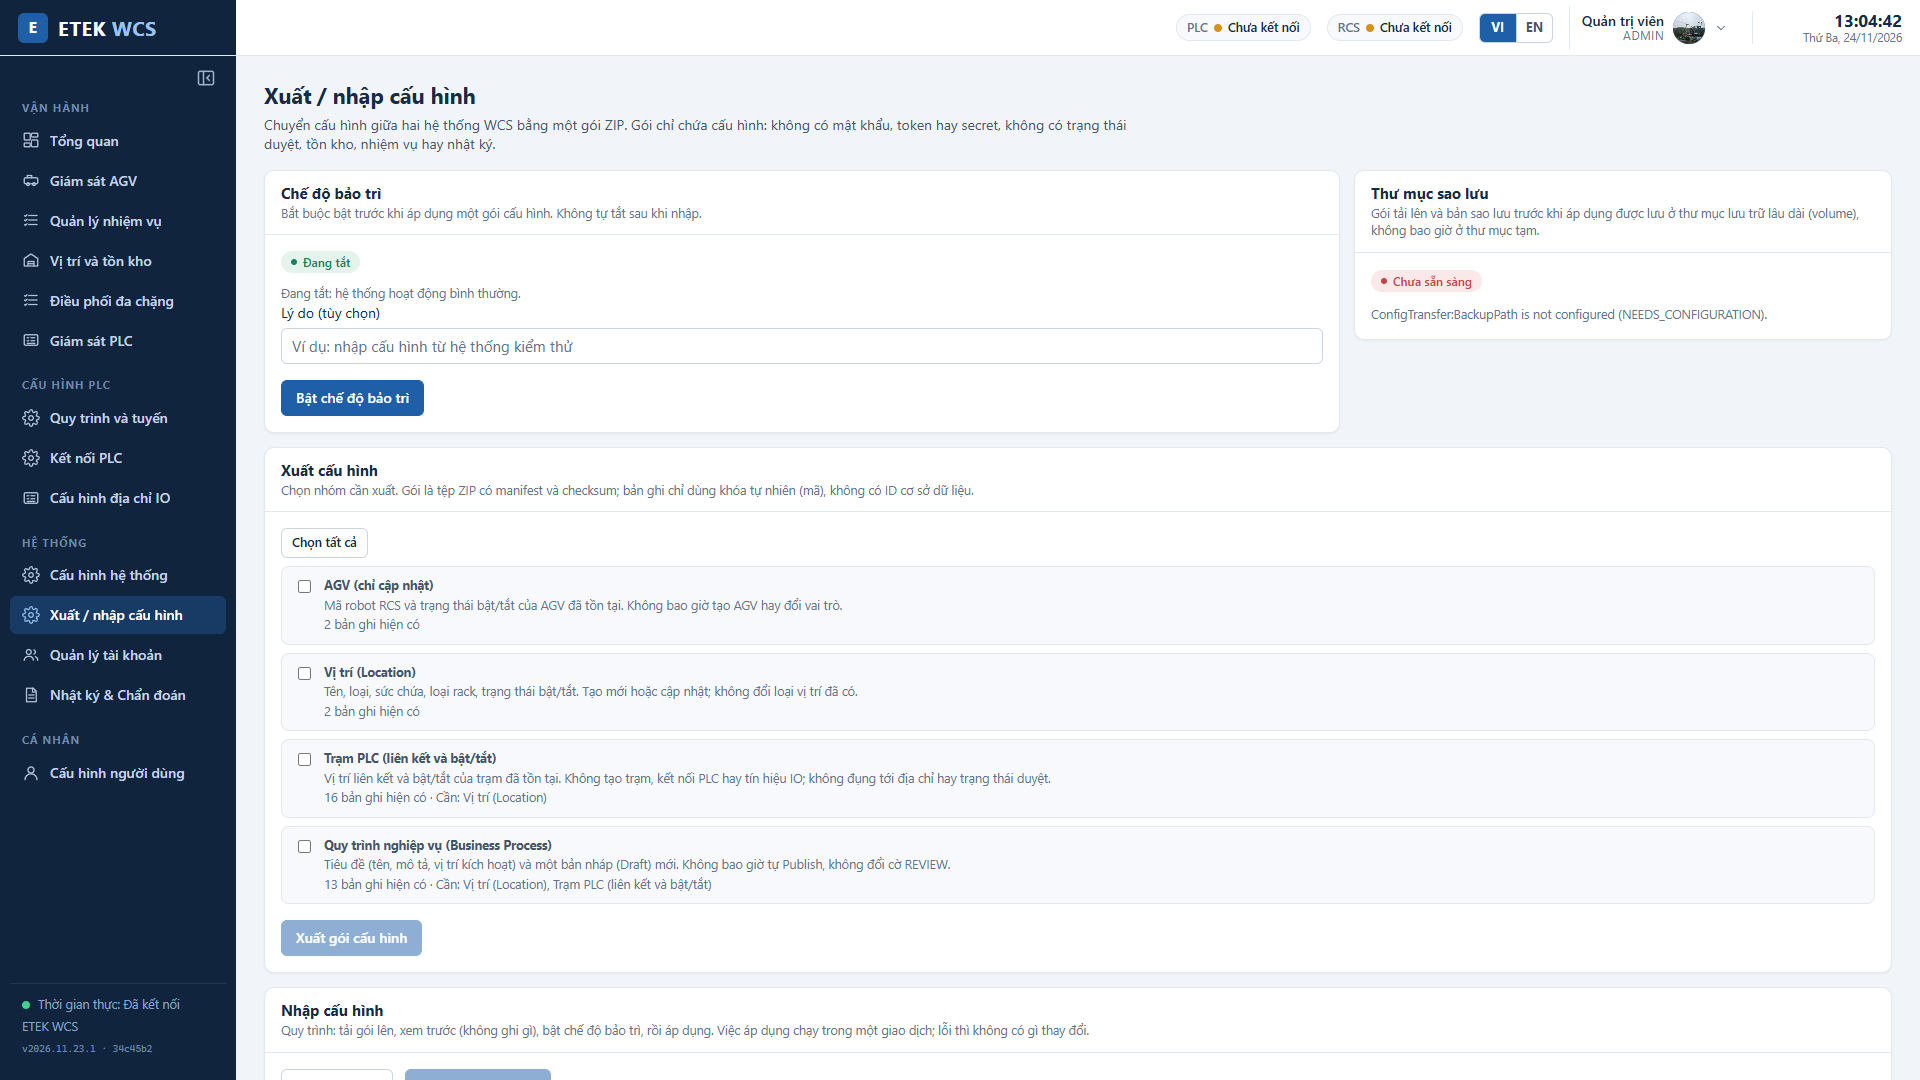 E ETEK WCS
PLC Chưa kết nối
RCS Chưa kết nối
VI EN
Quản trị viên
ADMIN
13:04:42
Thứ Ba, 24/11/2026
VẬN HÀNH
Tổng quan
Giám sát AGV
Quản lý nhiệm vụ
Vị trí và tồn kho
Điều phối đa chặng
Giám sát PLC
CẤU HÌNH PLC
Quy trình và tuyến
Kết nối PLC
Cấu hình địa chỉ IO
HỆ THỐNG
Cấu hình hệ thống
Xuất / nhập cấu hình
Quản lý tài khoản
Nhật ký & Chẩn đoán
CÁ NHÂN
Cấu hình người dùng
Thời gian thực: Đã kết nối
ETEK WCS
v2026.11.23.1 · 34c45b2
Xuất / nhập cấu hình
Chuyển cấu hình giữa hai hệ thống WCS bằng một gói ZIP. Gói chỉ chứa cấu hình: không có mật khẩu, token hay secret, không có trạng thái
duyệt, tồn kho, nhiệm vụ hay nhật ký.
Chế độ bảo trì
Bắt buộc bật trước khi áp dụng một gói cấu hình. Không tự tắt sau khi nhập.
Đang tắt
Đang tắt: hệ thống hoạt động bình thường.
Lý do (tùy chọn)
Ví dụ: nhập cấu hình từ hệ thống kiểm thử
Bật chế độ bảo trì
Thư mục sao lưu
Gói tải lên và bản sao lưu trước khi áp dụng được lưu ở thư mục lưu trữ lâu dài (volume),
không bao giờ ở thư mục tạm.
Chưa sẵn sàng
ConfigTransfer:BackupPath is not configured (NEEDS_CONFIGURATION).
Xuất cấu hình
Chọn nhóm cần xuất. Gói là tệp ZIP có manifest và checksum; bản ghi chỉ dùng khóa tự nhiên (mã), không có ID cơ sở dữ liệu.
Chọn tất cả
AGV (chỉ cập nhật)
Mã robot RCS và trạng thái bật/tắt của AGV đã tồn tại. Không bao giờ tạo AGV hay đổi vai trò.
2 bản ghi hiện có
Vị trí (Location)
Tên, loại, sức chứa, loại rack, trạng thái bật/tắt. Tạo mới hoặc cập nhật; không đổi loại vị trí đã có.
2 bản ghi hiện có
Trạm PLC (liên kết và bật/tắt)
Vị trí liên kết và bật/tắt của trạm đã tồn tại. Không tạo trạm, kết nối PLC hay tín hiệu IO; không đụng tới địa chỉ hay trạng thái duyệt.
16 bản ghi hiện có · Cần: Vị trí (Location)
Quy trình nghiệp vụ (Business Process)
Tiêu đề (tên, mô tả, vị trí kích hoạt) và một bản nháp (Draft) mới. Không bao giờ tự Publish, không đổi cờ REVIEW.
13 bản ghi hiện có · Cần: Vị trí (Location), Trạm PLC (liên kết và bật/tắt)
Xuất gói cấu hình
Nhập cấu hình
Quy trình: tải gói lên, xem trước (không ghi gì), bật chế độ bảo trì, rồi áp dụng. Việc áp dụng chạy trong một giao dịch; lỗi thì không có gì thay đổi.